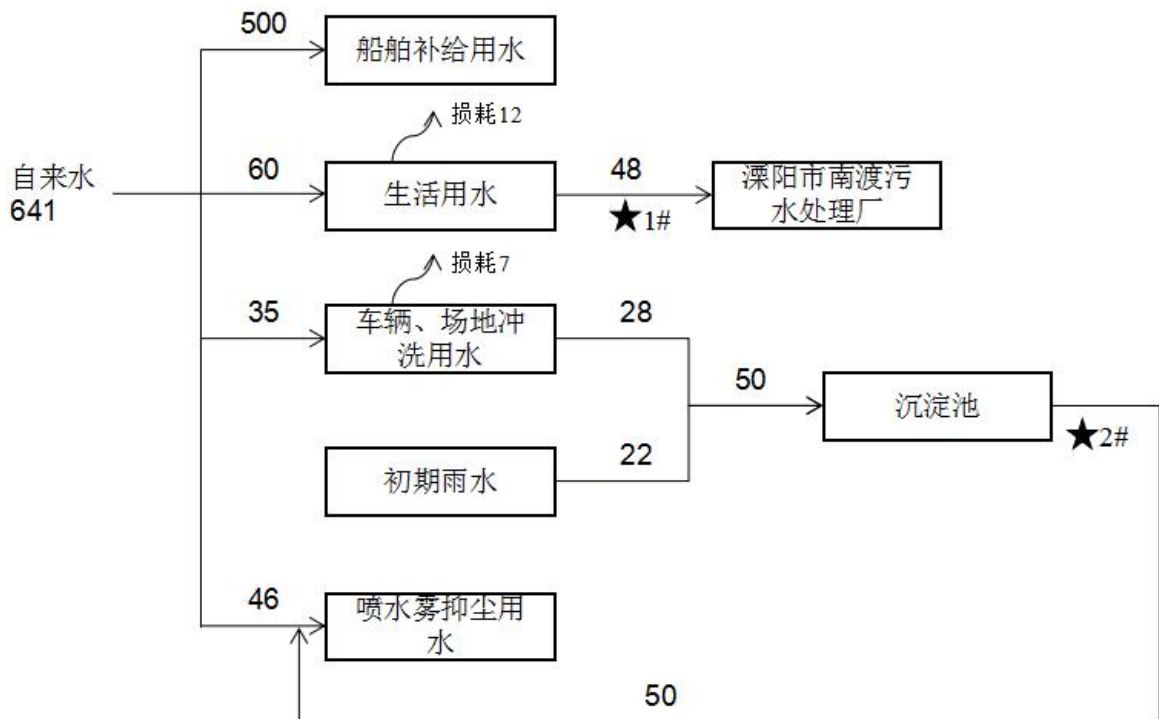 500
船舶补给用水
损耗12
自来水
641
60
生活用水
48
★1#
溧阳市南渡污
水处理厂
损耗7
35
车辆、场地冲
洗用水
28
50
沉淀池
★2#
初期雨水
22
46
喷水雾抑尘用
水
50